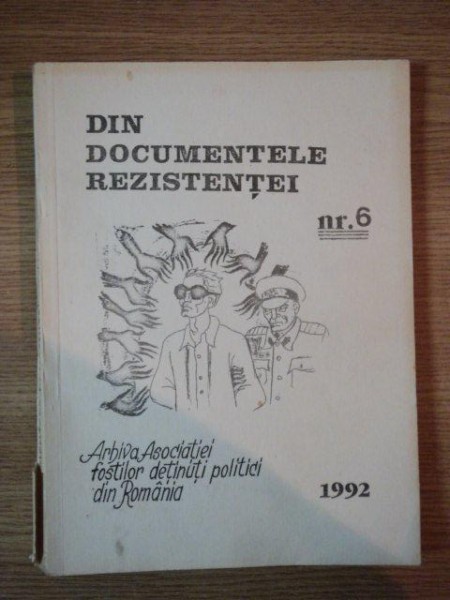 DIN
DOCUMENTELE
REZISTENȚEI
nr. 6
Arhiva Asociației
foștilor deținuți politici
din România
1992